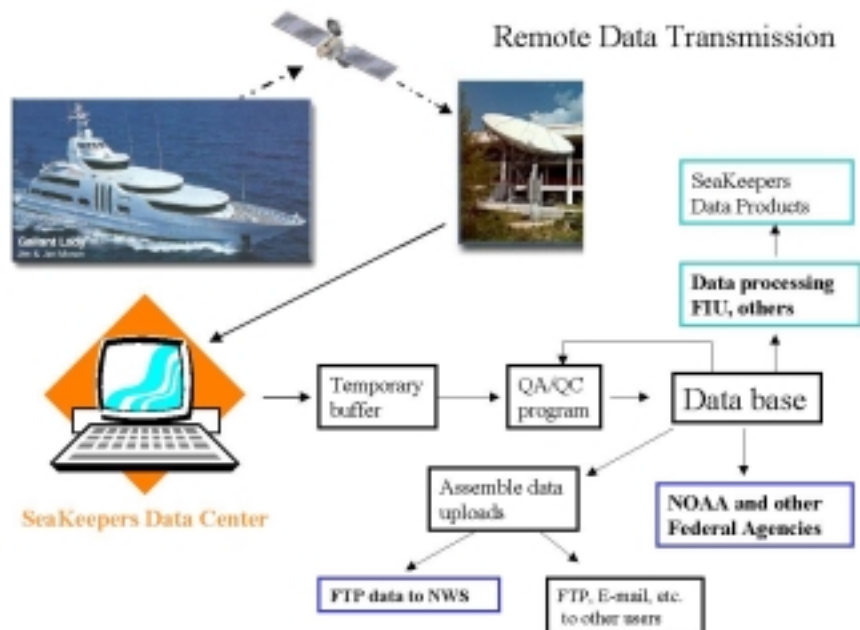 Remote Data Transmission
Gallant Lady
SeaKeepers
Data Products
Data processing
FIU, others
Temporary
buffer
QA/QC
program
Data base
SeaKeepers Data Center
Assemble data
uploads
NOAA and other
Federal Agencies
FTP data to NWS
FTP, E-mail, etc.
to other users